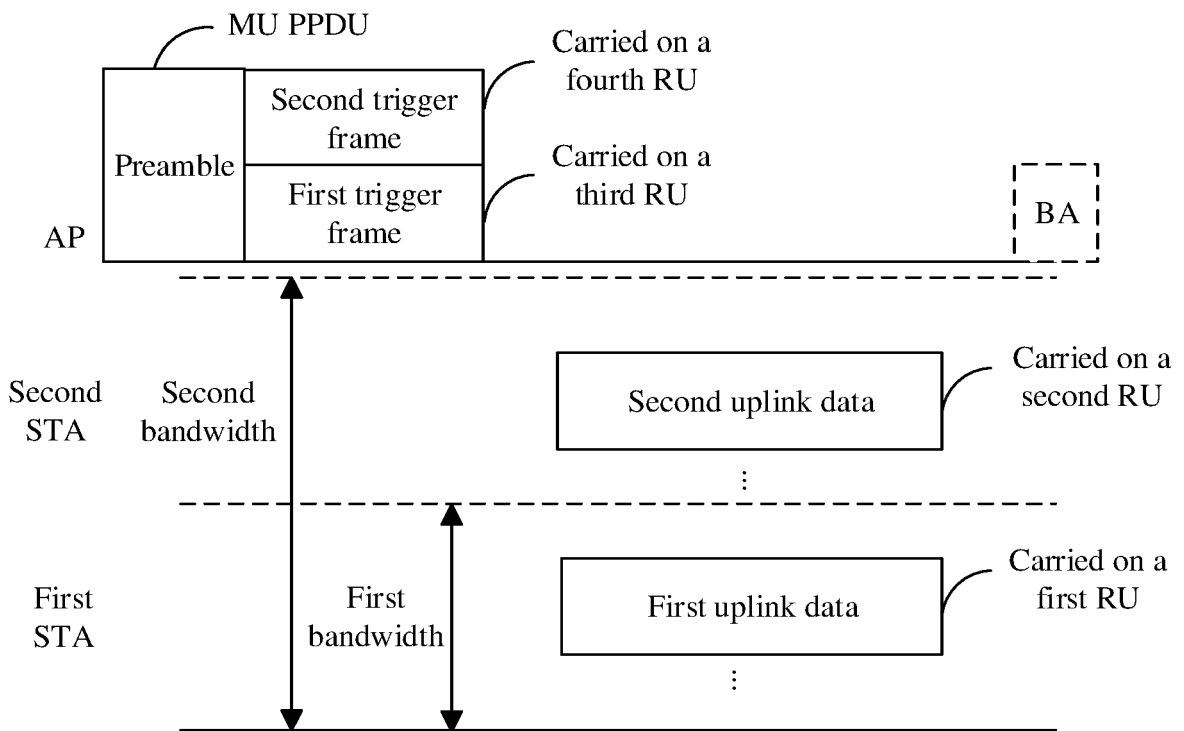 MU PPDU
Carried on a
fourth RU
Second trigger
frame
Preamble
Carried on a
third RU
First trigger
frame
BA
AP
Carried on a
second RU
Second
STA
Second
bandwidth
Second uplink data
...
Carried on a
first RU
First
STA
First
bandwidth
First uplink data
...